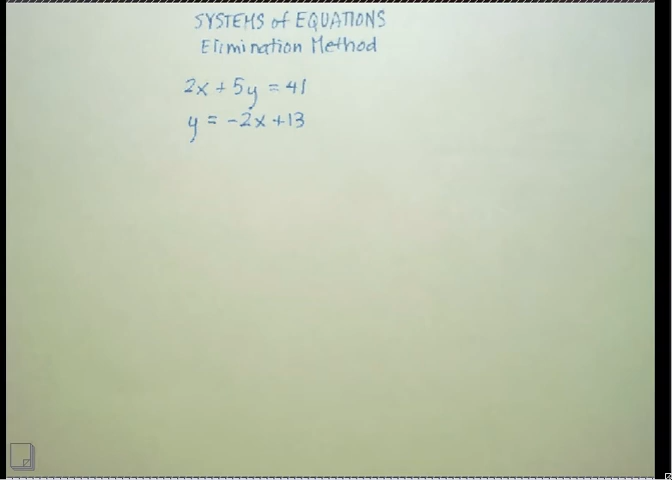 SYSTEMS of EQUATIONS
Elimination Method
2x + 5y = 41
y = -2x + 13